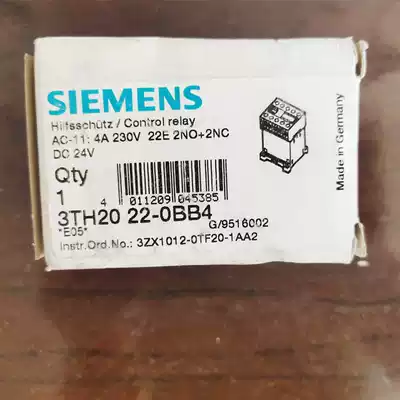 SIEMENS
Hilfsschütz / Control relay
AC-11: 4A 230V 22E 2NO+2NC
DC 24V
Made in Germany
Qty
1
4 011209 045385
3TH20 22-0BB4
*E05*
G/9516002
Instr.Ord.No.: 3ZX1012-0TF20-1AA2